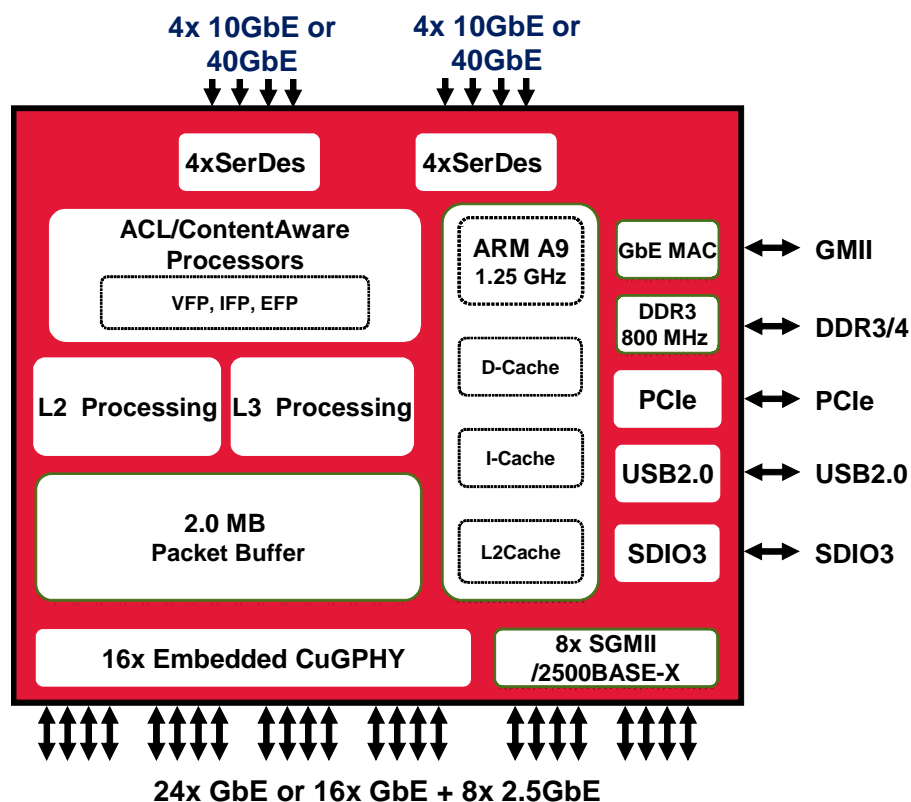 4x 10GbE or
40GbE
4x 10GbE or
40GbE
4xSerDes
4xSerDes
ACL/ContentAware
Processors
VFP, IFP, EFP
ARM A9
1.25 GHz
GbE MAC
GMII
DDR3
800 MHz
DDR3/4
D-Cache
L2 Processing
L3 Processing
PCIe
PCIe
I-Cache
USB2.0
USB2.0
2.0 MB
Packet Buffer
L2Cache
SDIO3
SDIO3
16x Embedded CuGPHY
8x SGMII
/2500BASE-X
24x GbE or 16x GbE + 8x 2.5GbE